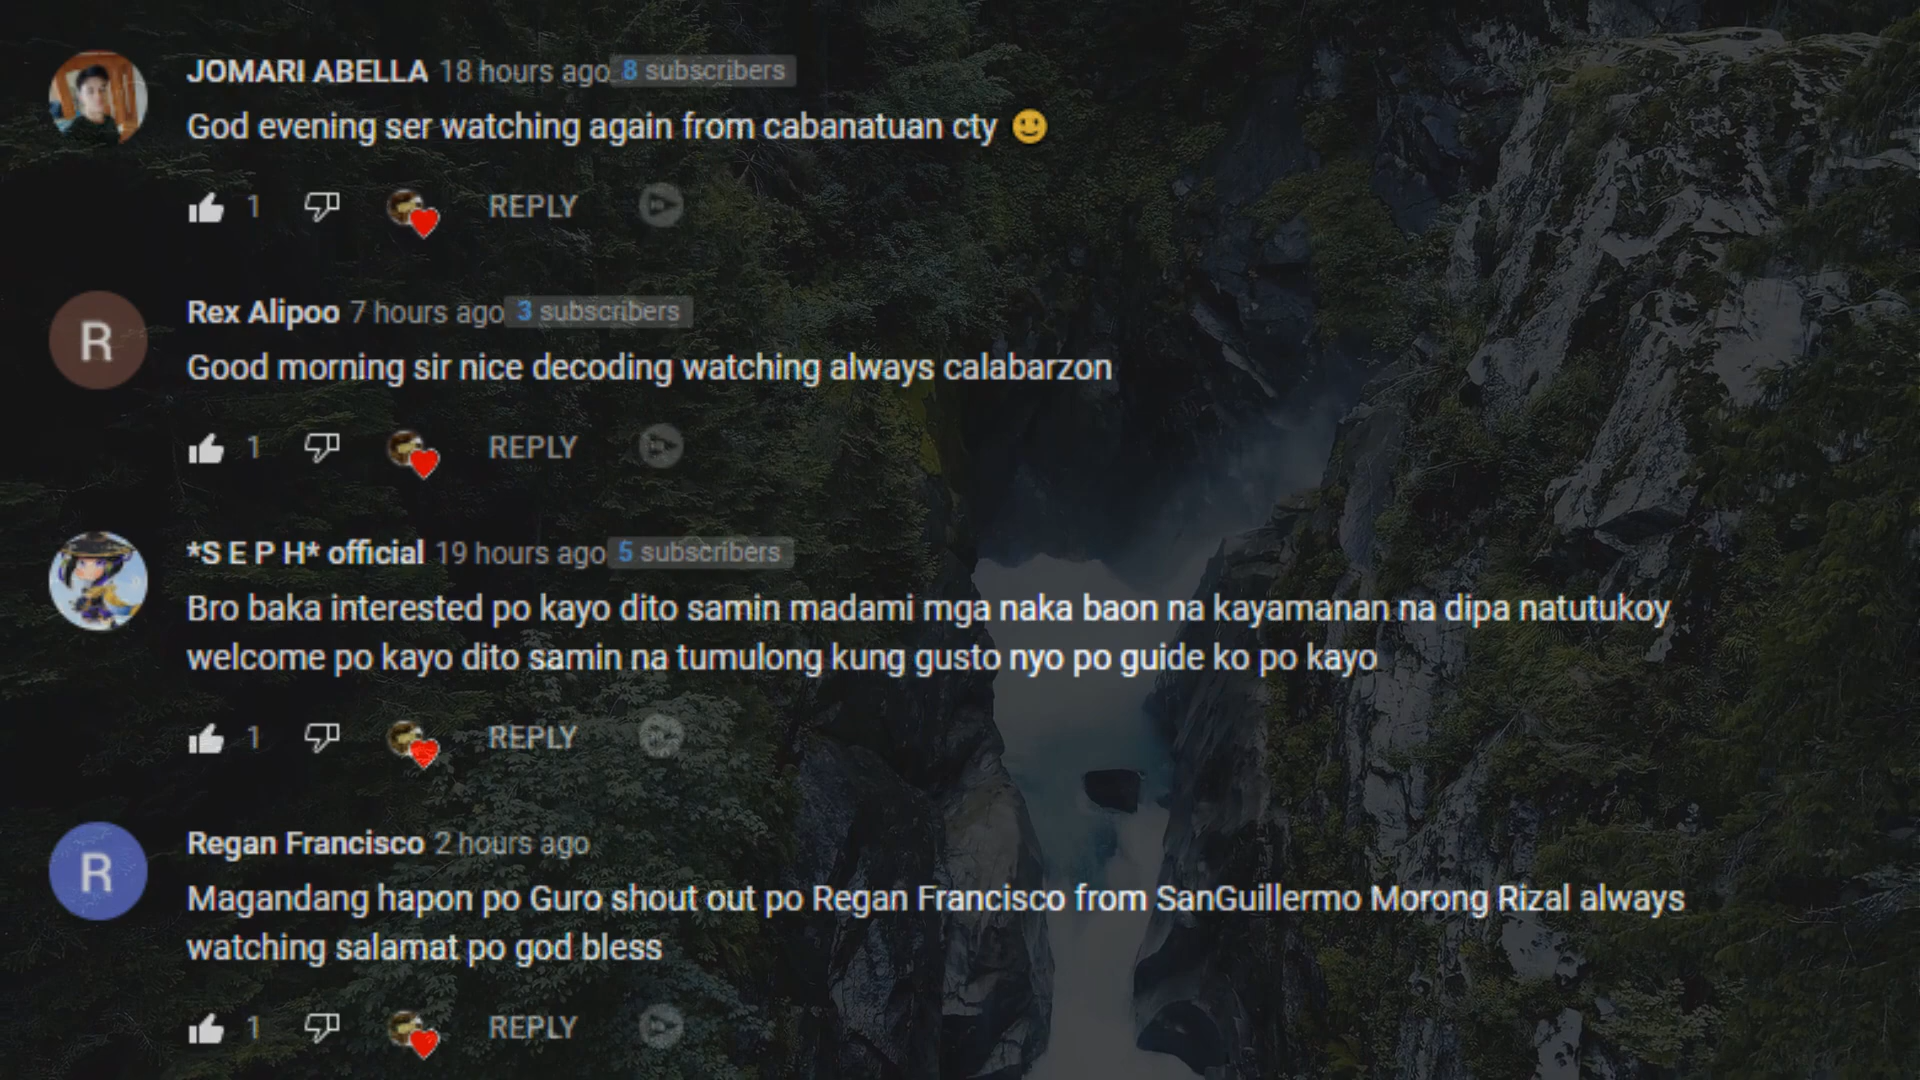 JOMARI ABELLA 18 hours ago 8 subscribers
God evening ser watching again from cabanatuan cty
1 REPLY
R
Rex Alipoo 7 hours ago 3 subscribers
Good morning sir nice decoding watching always calabarzon
1 REPLY
*S E P H* official 19 hours ago 5 subscribers
Bro baka interested po kayo dito samin madami mga naka baon na kayamanan na dipa natutukoy
welcome po kayo dito samin na tumulong kung gusto nyo po guide ko po kayo
1 REPLY
R
Regan Francisco 2 hours ago
Magandang hapon po Guro shout out po Regan Francisco from SanGuillermo Morong Rizal always
watching salamat po god bless
1 REPLY